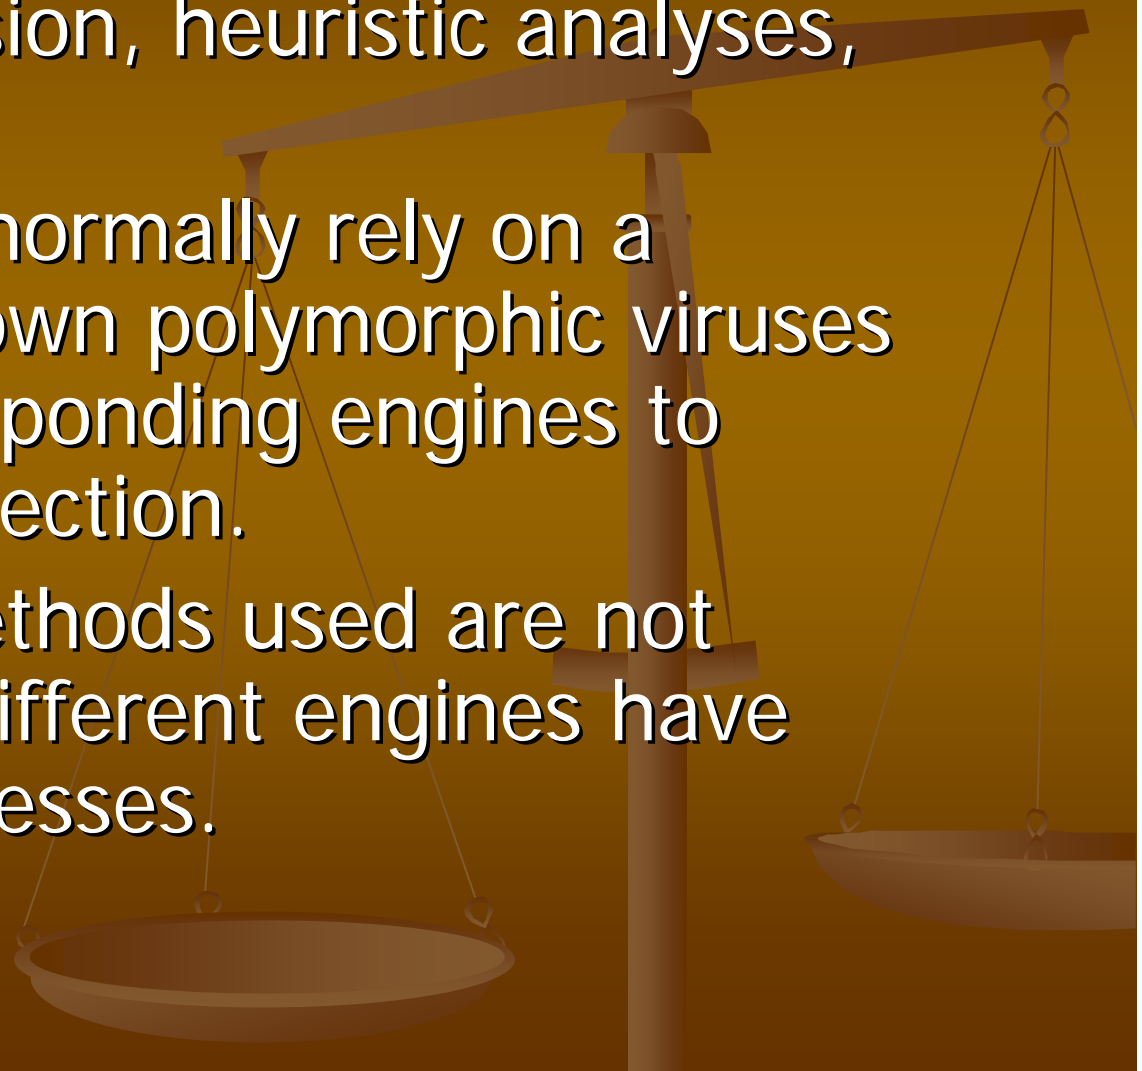 sion, heuristic analyses,
normally rely on a
own polymorphic viruses
ponding engines to
ection.
ethods used are not
ifferent engines have
esses.